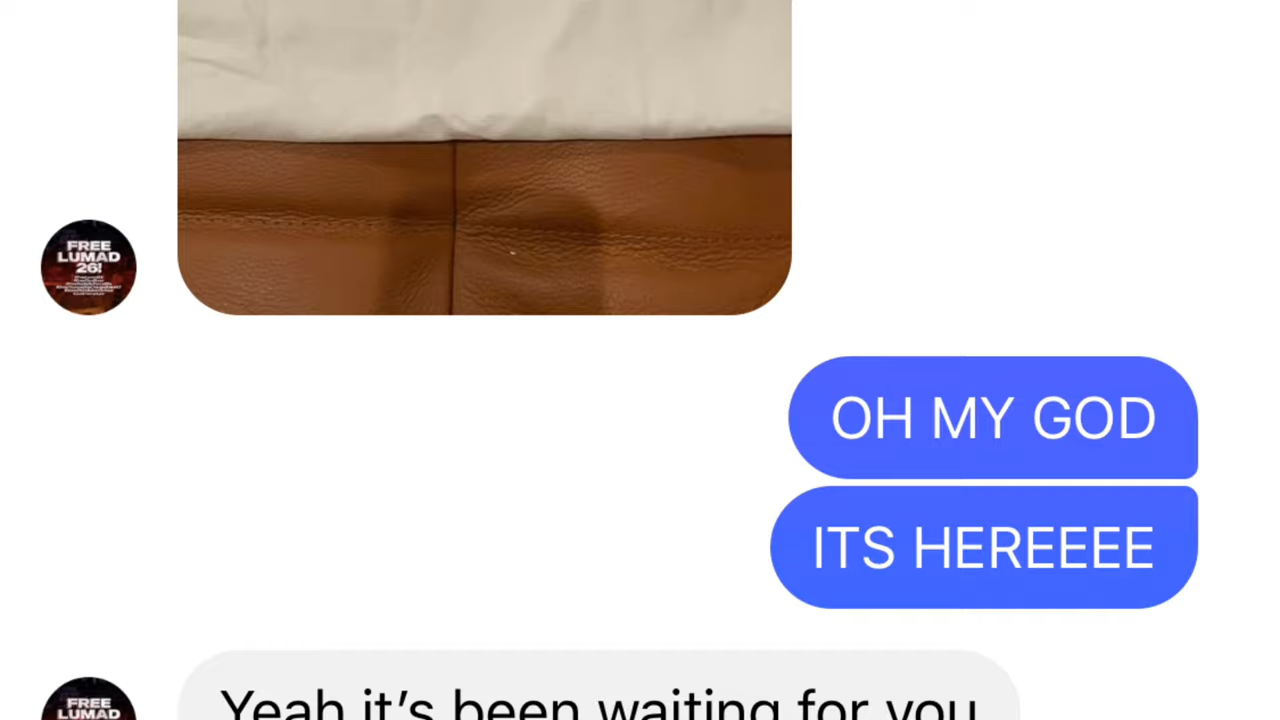 FREE
LUMAD
26!
OH MY GOD
ITS HEREEEE
FREE
LUMAD
Yeah it’s been waiting for you